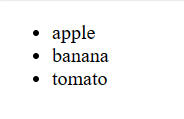 • apple
• banana
• tomato